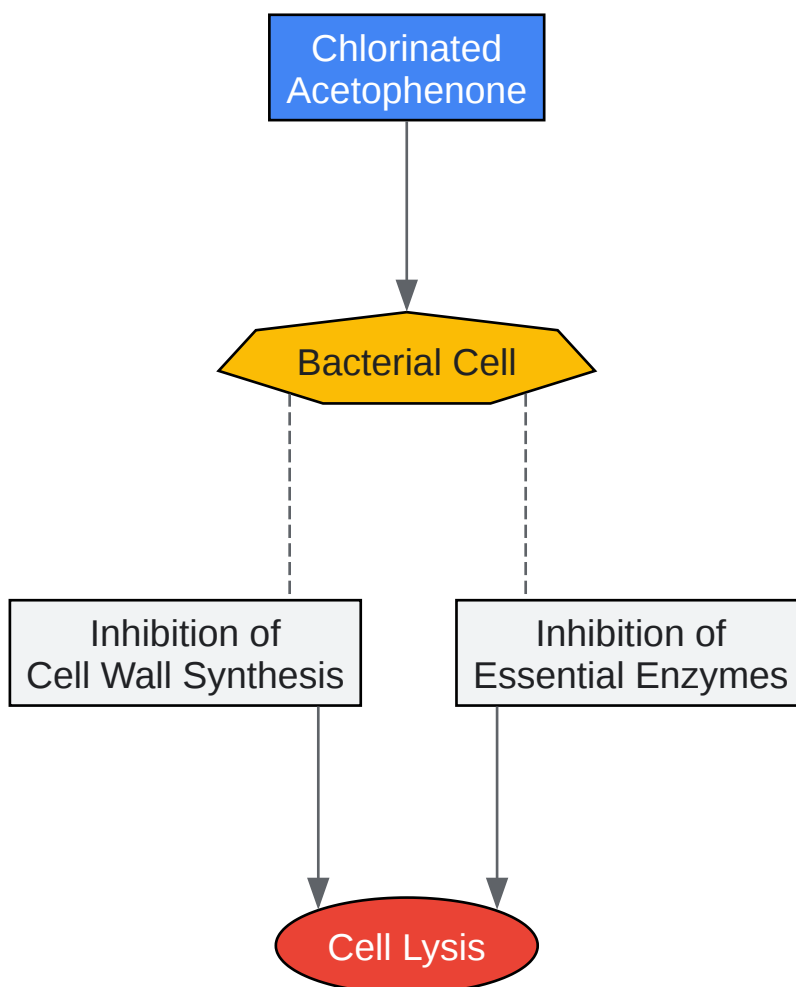 Chlorinated
Acetophenone
Bacterial Cell
Inhibition of
Cell Wall Synthesis
Inhibition of
Essential Enzymes
Cell Lysis